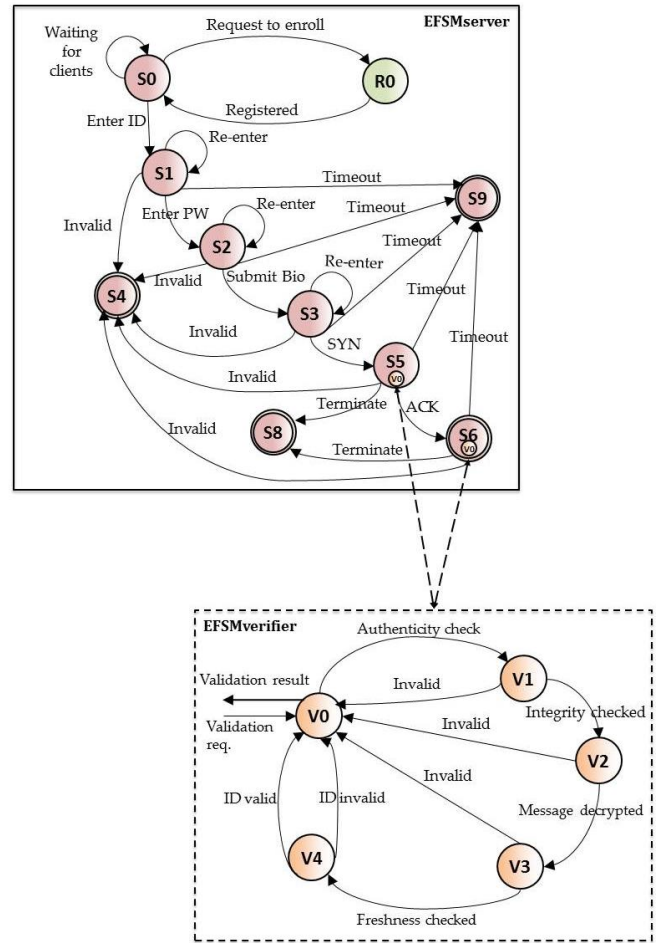 EFSMserver
Waiting
for
clients
Request to enroll
S0
R0
Registered
Enter ID
Re-enter
S1
Timeout
S9
Enter PW
Re-enter
Timeout
Invalid
S2
Timeout
Invalid
Submit Bio
Re-enter
S4
S3
Timeout
Invalid
SYN
Timeout
S5
V0
Invalid
Terminate
ACK
Invalid
S8
S6
V0
Terminate
EFSMverifier
Authenticity check
Validation result
Invalid
V1
V0
Integrity checked
Validation
req.
Invalid
V2
Invalid
ID valid
ID invalid
Message decrypted
V4
V3
Freshness checked